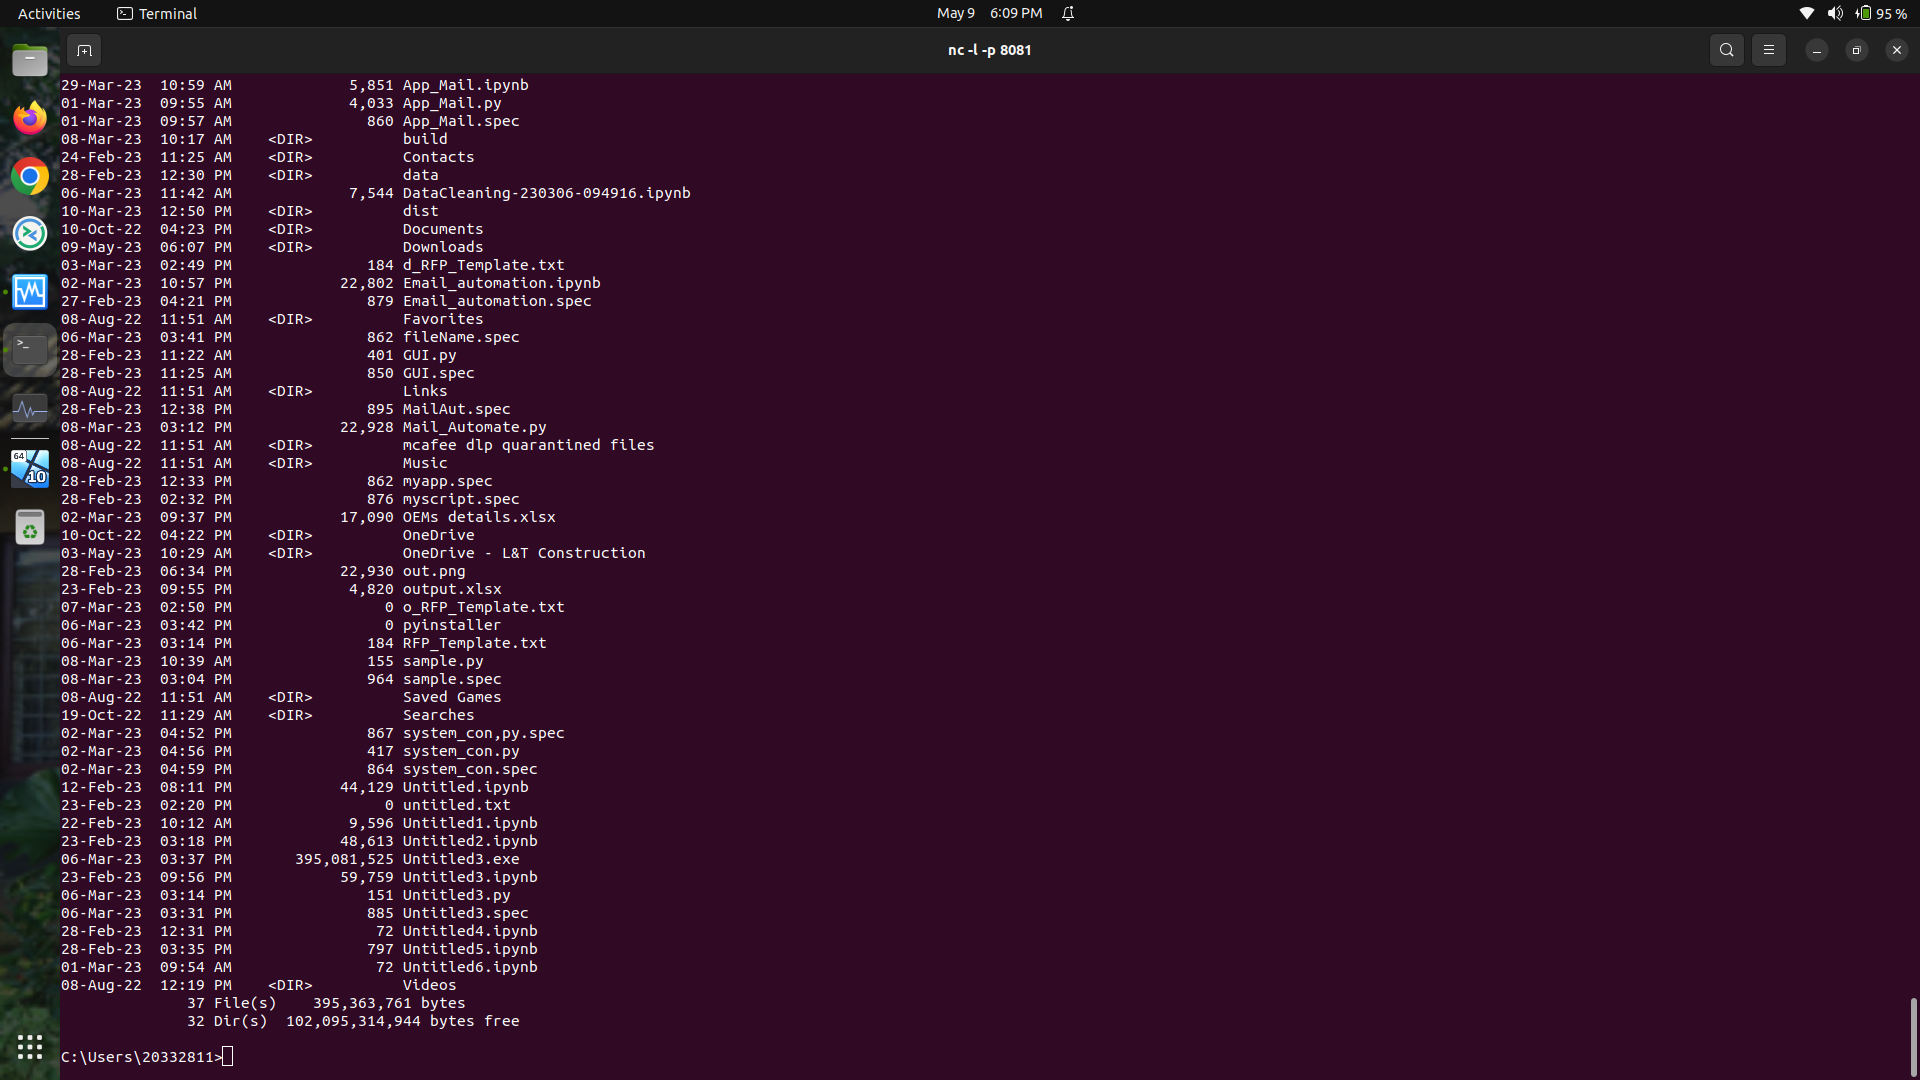 Activities Terminal May 9 6:09 PM 95 %
nc -l -p 8081
29-Mar-23 10:59 AM 5,851 App_Mail.ipynb
01-Mar-23 09:55 AM 4,033 App_Mail.py
01-Mar-23 09:57 AM 860 App_Mail.spec
08-Mar-23 10:17 AM <DIR> build
24-Feb-23 11:25 AM <DIR> Contacts
28-Feb-23 12:30 PM <DIR> data
06-Mar-23 11:42 AM 7,544 DataCleaning-230306-094916.ipynb
10-Mar-23 12:50 PM <DIR> dist
10-Oct-22 04:23 PM <DIR> Documents
09-May-23 06:07 PM <DIR> Downloads
03-Mar-23 02:49 PM 184 d_RFP_Template.txt
02-Mar-23 10:57 PM 22,802 Email_automation.ipynb
27-Feb-23 04:21 PM 879 Email_automation.spec
08-Aug-22 11:51 AM <DIR> Favorites
06-Mar-23 03:41 PM 862 fileName.spec
28-Feb-23 11:22 AM 401 GUI.py
28-Feb-23 11:25 AM 850 GUI.spec
08-Aug-22 11:51 AM <DIR> Links
28-Feb-23 12:38 PM 895 MailAut.spec
08-Mar-23 03:12 PM 22,928 Mail_Automate.py
08-Aug-22 11:51 AM <DIR> mcafee dlp quarantined files
08-Aug-22 11:51 AM <DIR> Music
28-Feb-23 12:33 PM 862 myapp.spec
28-Feb-23 02:32 PM 876 myscript.spec
02-Mar-23 09:37 PM 17,090 OEMs details.xlsx
10-Oct-22 04:22 PM <DIR> OneDrive
03-May-23 10:29 AM <DIR> OneDrive - L&T Construction
28-Feb-23 06:34 PM 22,930 out.png
23-Feb-23 09:55 PM 4,820 output.xlsx
07-Mar-23 02:50 PM 0 o_RFP_Template.txt
06-Mar-23 03:42 PM 0 pyinstaller
06-Mar-23 03:14 PM 184 RFP_Template.txt
08-Mar-23 10:39 AM 155 sample.py
08-Mar-23 03:04 PM 964 sample.spec
08-Aug-22 11:51 AM <DIR> Saved Games
19-Oct-22 11:29 AM <DIR> Searches
02-Mar-23 04:52 PM 867 system_con,py.spec
02-Mar-23 04:56 PM 417 system_con.py
02-Mar-23 04:59 PM 864 system_con.spec
12-Feb-23 08:11 PM 44,129 Untitled.ipynb
23-Feb-23 02:20 PM 0 untitled.txt
22-Feb-23 10:12 AM 9,596 Untitled1.ipynb
23-Feb-23 03:18 PM 48,613 Untitled2.ipynb
06-Mar-23 03:37 PM 395,081,525 Untitled3.exe
23-Feb-23 09:56 PM 59,759 Untitled3.ipynb
06-Mar-23 03:14 PM 151 Untitled3.py
06-Mar-23 03:31 PM 885 Untitled3.spec
28-Feb-23 12:31 PM 72 Untitled4.ipynb
28-Feb-23 03:35 PM 797 Untitled5.ipynb
01-Mar-23 09:54 AM 72 Untitled6.ipynb
08-Aug-22 12:19 PM <DIR> Videos
37 File(s) 395,363,761 bytes
32 Dir(s) 102,095,314,944 bytes free
C:\Users\20332811>
64
10